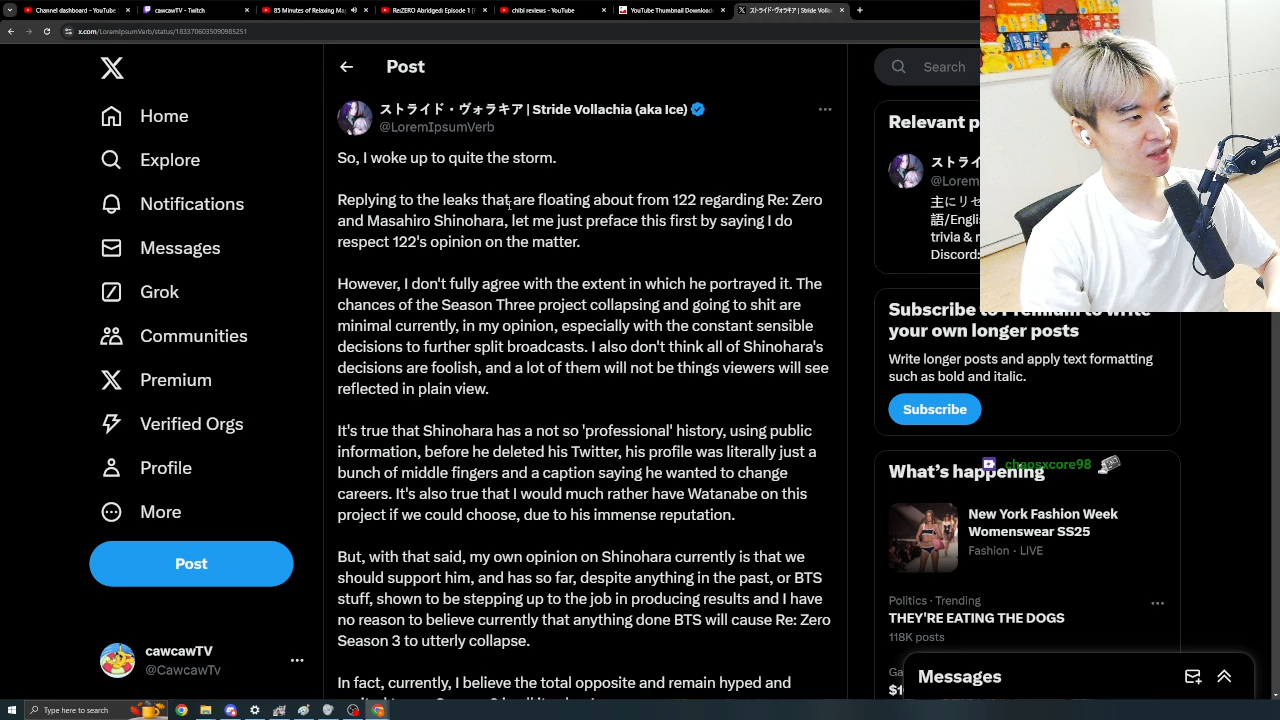 Channel dashboard - YouTube
cawcawTV - Twitch
85 Minutes of Relaxing Ma
Re:ZERO Abridged: Episode 1
chibi reviews - YouTube
YouTube Thumbnail Download
ストライド・ヴォラキア | Stride Volla
x.com/LoremIpsumVerb/status/1833706035090985251
Home
Explore
Notifications
Messages
Grok
Communities
Premium
Verified Orgs
Profile
More
Post
cawcawTV
@CawcawTv
Post
ストライド・ヴォラキア | Stride Vollachia (aka Ice)
@LoremIpsumVerb
So, I woke up to quite the storm.
Replying to the leaks that are floating about from 122 regarding Re: Zero
and Masahiro Shinohara, let me just preface this first by saying I do
respect 122's opinion on the matter.
However, I don't fully agree with the extent in which he portrayed it. The
chances of the Season Three project collapsing and going to shit are
minimal currently, in my opinion, especially with the constant sensible
decisions to further split broadcasts. I also don't think all of Shinohara's
decisions are foolish, and a lot of them will not be things viewers will see
reflected in plain view.
It's true that Shinohara has a not so 'professional' history, using public
information, before he deleted his Twitter, his profile was literally just a
bunch of middle fingers and a caption saying he wanted to change
careers. It's also true that I would much rather have Watanabe on this
project if we could choose, due to his immense reputation.
But, with that said, my own opinion on Shinohara currently is that we
should support him, and has so far, despite anything in the past, or BTS
stuff, shown to be stepping up to the job in producing results and I have
no reason to believe currently that anything done BTS will cause Re: Zero
Season 3 to utterly collapse.
In fact, currently, I believe the total opposite and remain hyped and
Search
Relevant p
ストライ
@Lorem
主にリゼ
語/Englis
trivia & r
Discord:
Subscribe to Premium to write
your own longer posts
Write longer posts and apply text formatting
such as bold and italic.
Subscribe
chaosxcore98
What's happening
New York Fashion Week
Womenswear SS25
Fashion · LIVE
Politics · Trending
THEY'RE EATING THE DOGS
118K posts
Messages
Type here to search